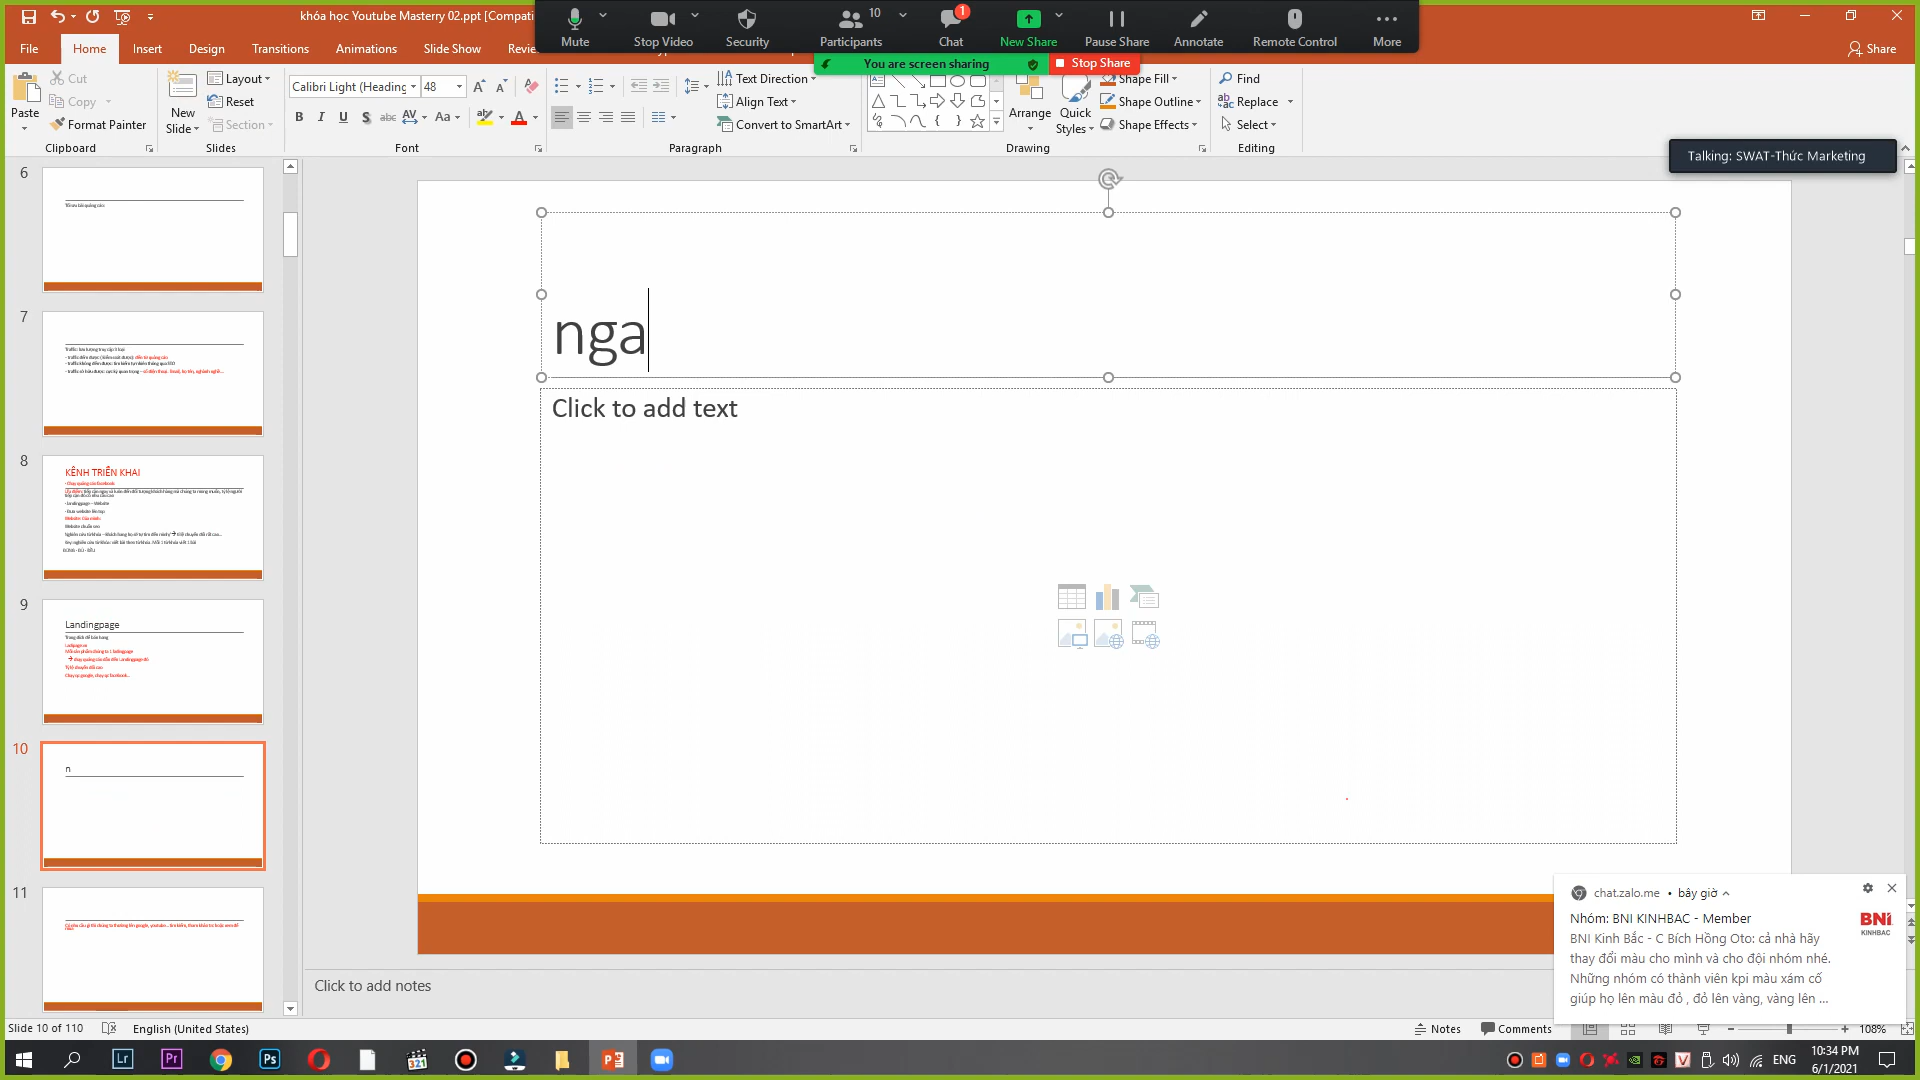 khóa học Youtube Masterry 02.ppt [Compati
Mute
Stop Video
Security
Participants
10
Chat
1
New Share
Pause Share
Annotate
Remote Control
More
You are screen sharing
Stop Share
File
Home
Insert
Design
Transitions
Animations
Slide Show
Revie
Share
Paste
Cut
Copy
Format Painter
Clipboard
New
Slide
Layout
Reset
Section
Slides
Calibri Light (Heading
48
Font
Text Direction
Align Text
Convert to SmartArt
Paragraph
Arrange
Quick
Styles
Shape Fill
Shape Outline
Shape Effects
Drawing
Find
Replace
Select
Editing
Talking: SWAT-Thức Marketing
6
7
8
KÊNH TRIỂN KHAI
9
Landingpage
10
n
11
nga
Click to add text
Click to add notes
chat.zalo.me • bây giờ
Nhóm: BNI KINHBAC - Member
BNI Kinh Bắc - C Bích Hồng Oto: cả nhà hãy
thay đổi màu cho mình và cho đội nhóm nhé.
Những nhóm có thành viên kpi màu xám cố
giúp họ lên màu đỏ , đỏ lên vàng, vàng lên ...
BNI
KINHBAC
Slide 10 of 110
English (United States)
Notes
Comments
108%
ENG
10:34 PM
6/1/2021